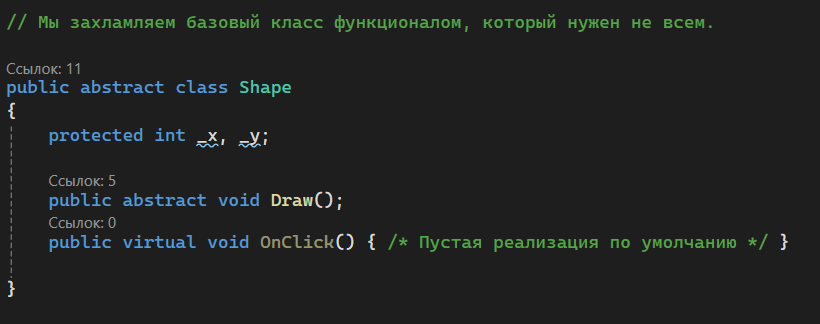 // Мы захламляем базовый класс функционалом, который нужен не всем.
Ссылок: 11
public abstract class Shape
{
protected int _x, _y;
Ссылок: 5
public abstract void Draw();
Ссылок: 0
public virtual void OnClick() { /* Пустая реализация по умолчанию */ }
}